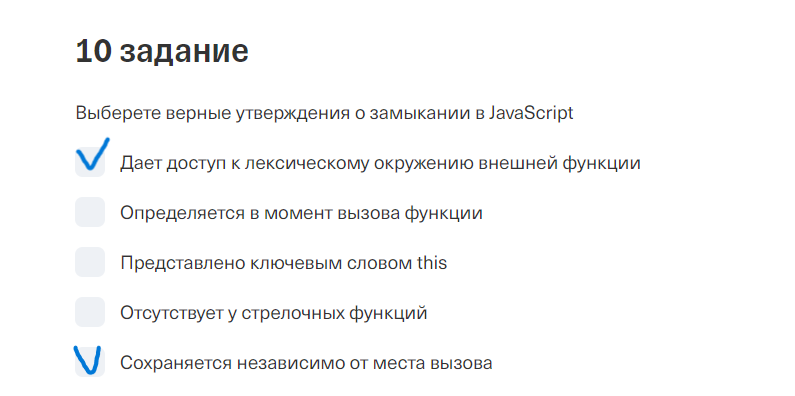 10 задание
Выберете верные утверждения о замыкании в JavaScript
Дает доступ к лексическому окружению внешней функции
Определяется в момент вызова функции
Представлено ключевым словом this
Отсутствует у стрелочных функций
Сохраняется независимо от места вызова